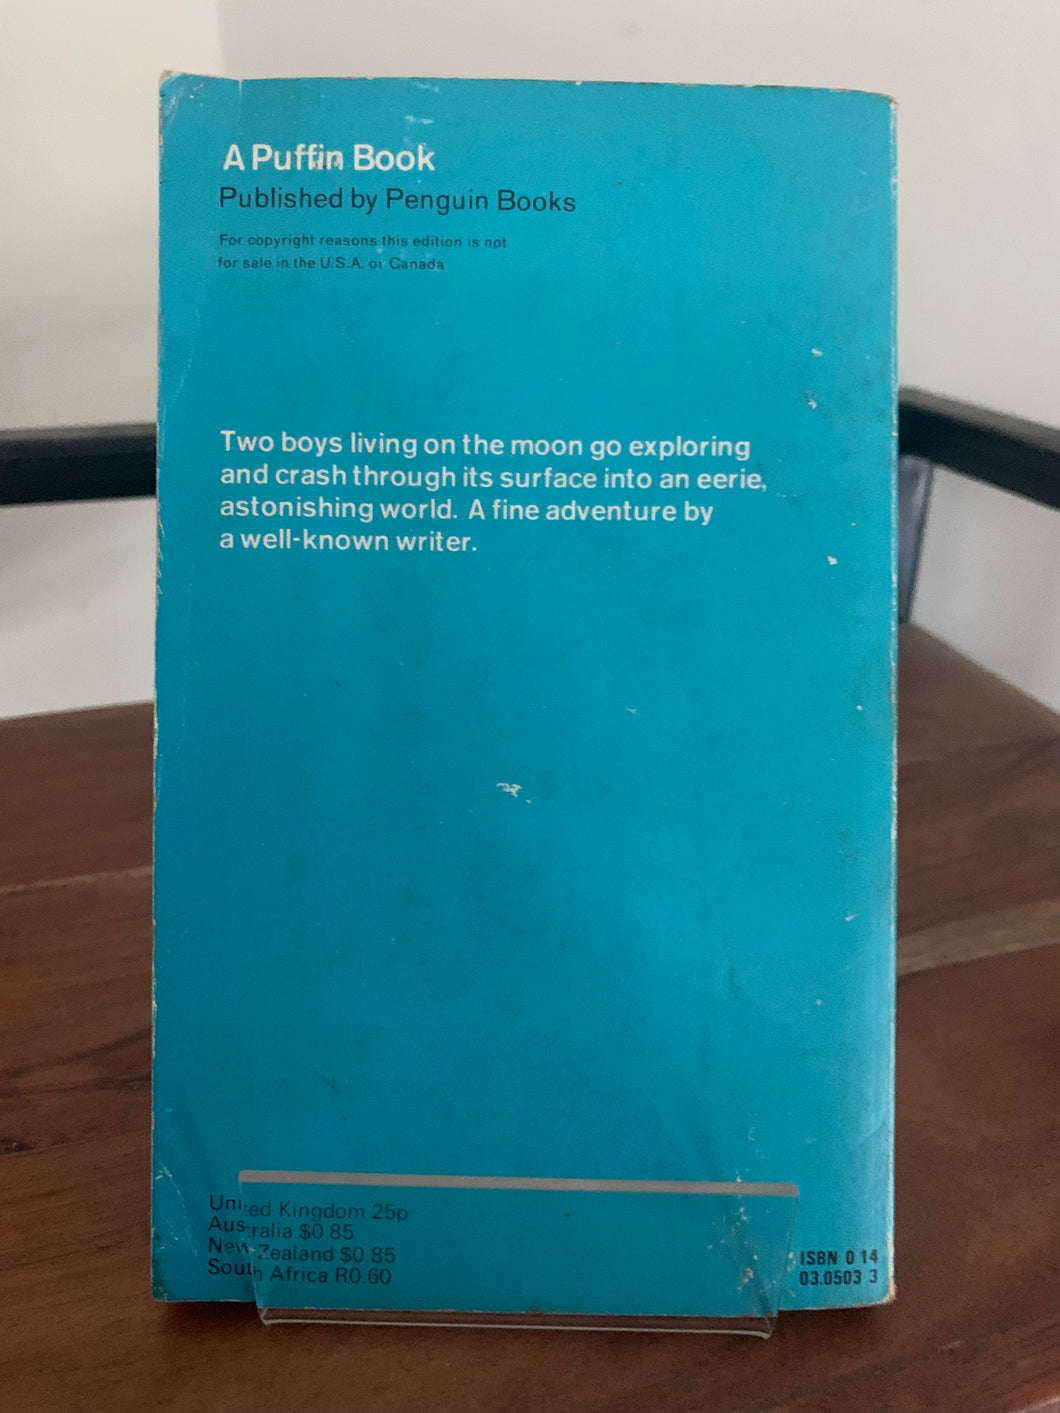 A Puffin Book
Published by Penguin Books
For copyright reasons this edition is not
for sale in the U.S.A. or Canada
Two boys living on the moon go exploring
and crash through its surface into an eerie,
astonishing world. A fine adventure by
a well-known writer.
United Kingdom 25p
Australia $0.85
New Zealand $0.85
South Africa R0.60
ISBN 0 14
03.0503 3